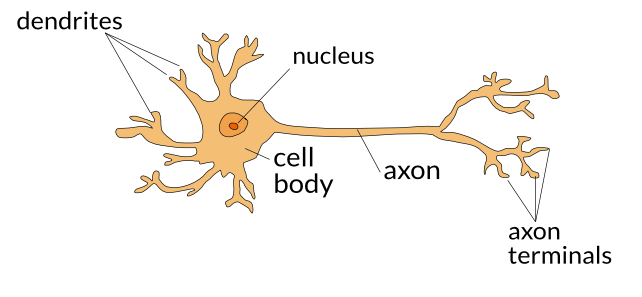 dendrites
nucleus
cell
body
axon
axon
terminals